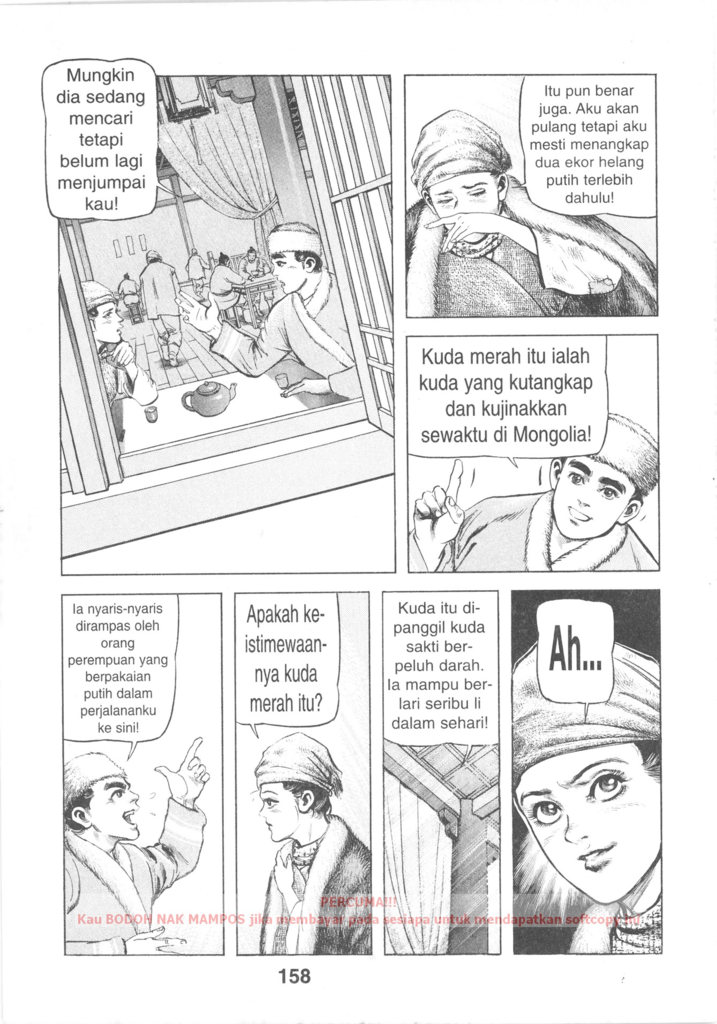 Mungkin
dia sedang
mencari
tetapi
belum lagi
menjumpai
kau!
Itu pun benar
juga. Aku akan
pulang tetapi aku
mesti menangkap
dua ekor helang
putih terlebih
dahulu!
Kuda merah itu ialah
kuda yang kutangkap
dan kujinakkan
sewaktu di Mongolia!
Ia nyaris-nyaris
dirampas oleh
orang
perempuan yang
berpakaian
putih dalam
perjalananku
ke sini!
Apakah ke-
istimewaan-
nya kuda
merah itu?
Kuda itu di-
panggil kuda
sakti ber-
peluh darah.
Ia mampu ber-
lari seribu li
dalam sehari!
Ah...
PERCUMA!!!
Kau BODOH NAK MAMPOS jika membayar pada sesiapa untuk mendapatkan softcopy ini.
158